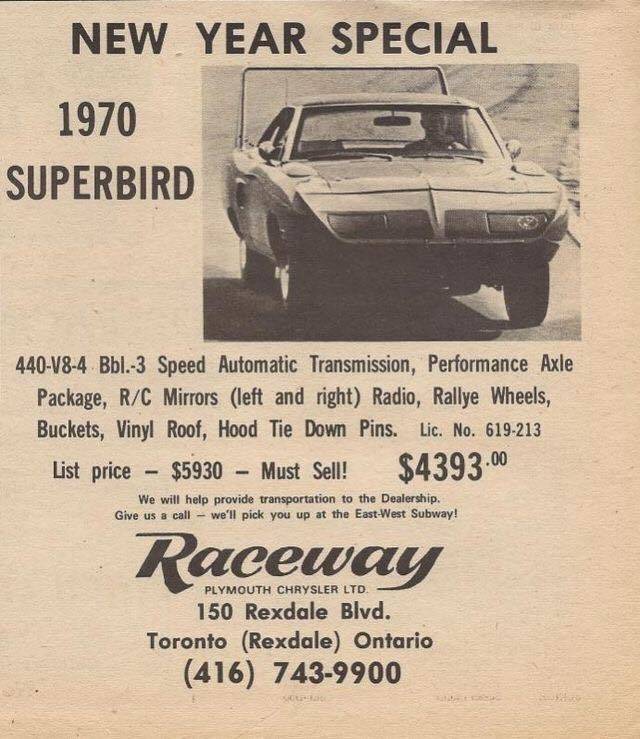 NEW YEAR SPECIAL
1970
SUPERBIRD
440-V8-4 Bbl.-3 Speed Automatic Transmission, Performance Axle
Package, R/C Mirrors (left and right) Radio, Rallye Wheels,
Buckets, Vinyl Roof, Hood Tie Down Pins. Lic. No. 619-213
List price – $5930 – Must Sell! $4393.00
We will help provide transportation to the Dealership.
Give us a call – we'll pick you up at the East-West Subway!
Raceway
PLYMOUTH CHRYSLER LTD.
150 Rexdale Blvd.
Toronto (Rexdale) Ontario
(416) 743-9900